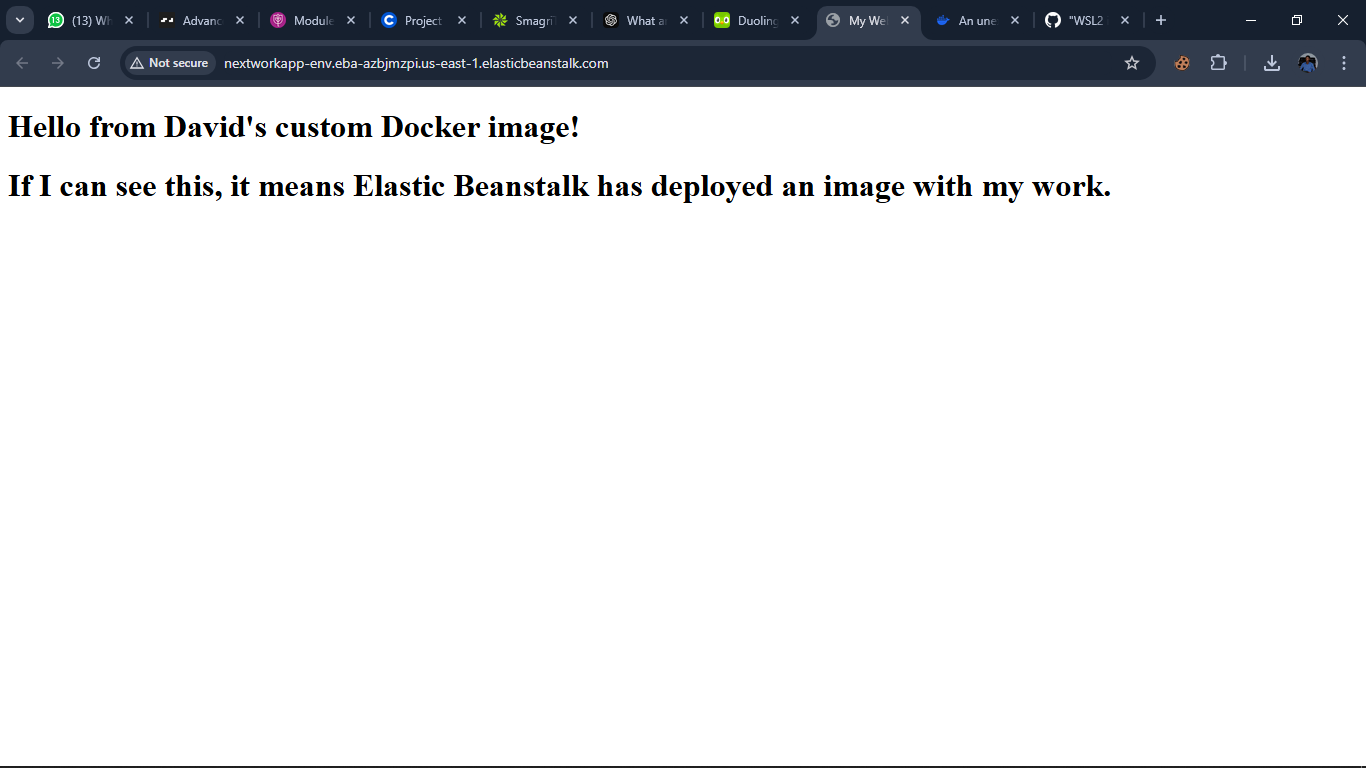 (13) Wh
Advanc
Module
Project
Smagri
What a
Duoling
My We
An une
"WSL2
Not secure
nextworkapp-env.eba-azbjmzpi.us-east-1.elasticbeanstalk.com
Hello from David's custom Docker image!
If I can see this, it means Elastic Beanstalk has deployed an image with my work.